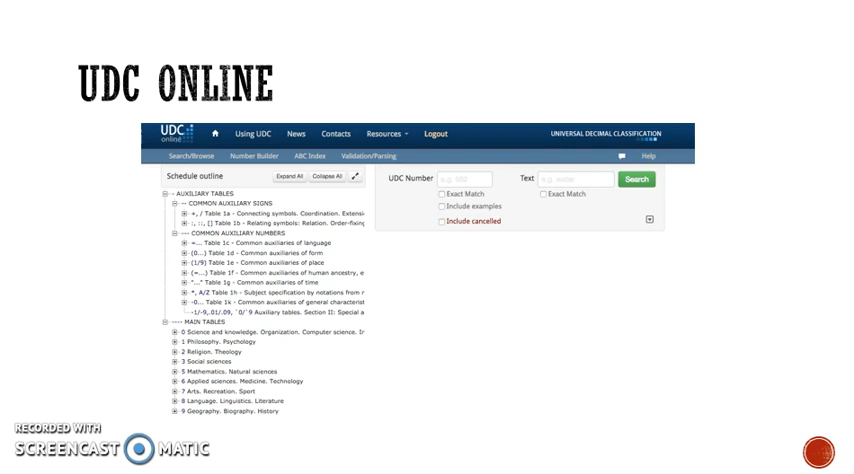 UDC ONLINE
UDC online
Using UDC News Contacts Resources Logout UNIVERSAL DECIMAL CLASSIFICATION
Search/Browse Number Builder ABC Index Validation/Parsing Help
Schedule outline Expand All Collapse All
UDC Number e.g. 502 Text e.g. water Search
Exact Match Exact Match
Include examples
Include cancelled
- AUXILIARY TABLES
-- COMMON AUXILIARY SIGNS
+, / Table 1a - Connecting symbols. Coordination. Extensi
:, ::, [] Table 1b - Relating symbols: Relation. Order-fixing
--- COMMON AUXILIARY NUMBERS
=... Table 1c - Common auxiliaries of language
(0...) Table 1d - Common auxiliaries of form
(1/9) Table 1e - Common auxiliaries of place
(=...) Table 1f - Common auxiliaries of human ancestry, e
"..." Table 1g - Common auxiliaries of time
*, A/Z Table 1h - Subject specification by notations from
-0... Table 1k - Common auxiliaries of general characterist
-1/-9,.01/.09, `0/`9 Auxiliary tables. Section II: Special a
---- MAIN TABLES
0 Science and knowledge. Organization. Computer science. Ir
1 Philosophy. Psychology
2 Religion. Theology
3 Social sciences
5 Mathematics. Natural sciences
6 Applied sciences. Medicine. Technology
7 Arts. Recreation. Sport
8 Language. Linguistics. Literature
9 Geography. Biography. History
RECORDED WITH
SCREENCAST MATIC